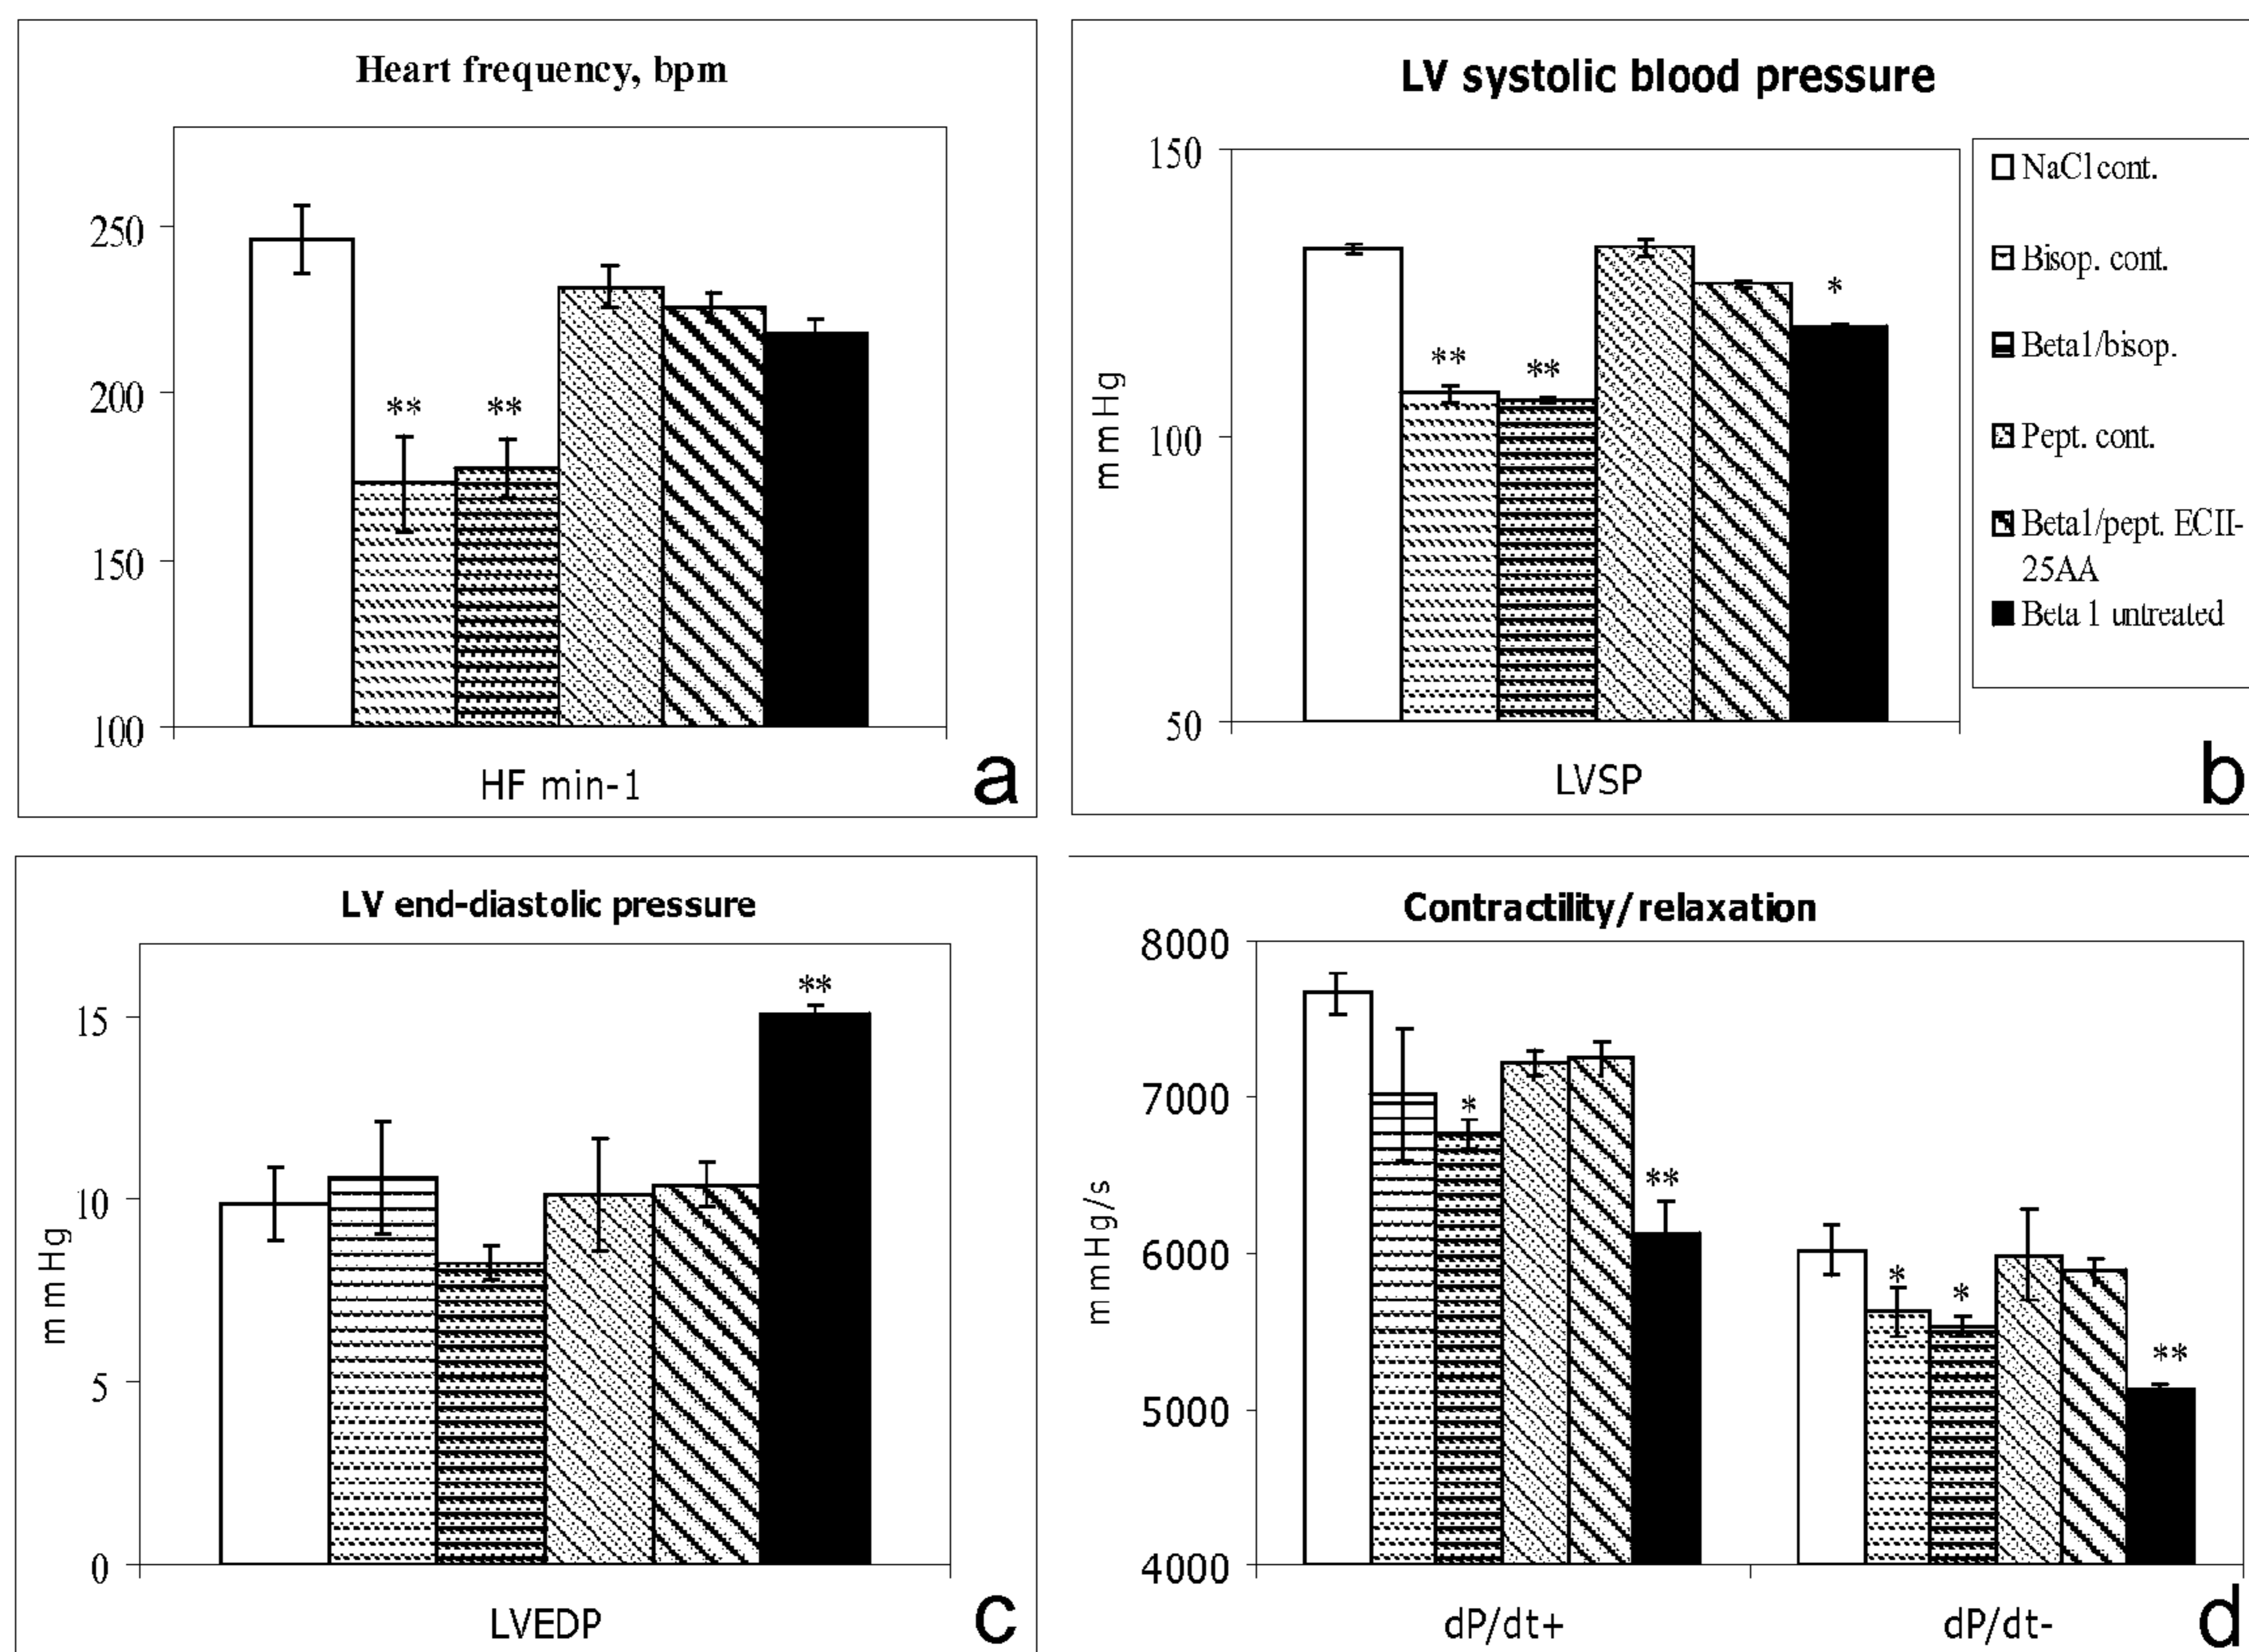 Heart frequency, bpm
250
200
150
100
**
**
HF min-1
a
LV systolic blood pressure
150
100
50
mmHg
**
**
*
LVSP
NaCl cont.
Bisop. cont.
Beta1/bisop.
Pept. cont.
Beta1/pept. ECII-
25AA
Beta 1 untreated
b
LV end-diastolic pressure
15
10
5
0
mmHg
**
LVEDP
c
Contractility/relaxation
8000
7000
6000
5000
4000
mmHg/s
*
**
*
*
**
dP/dt+
dP/dt-
d